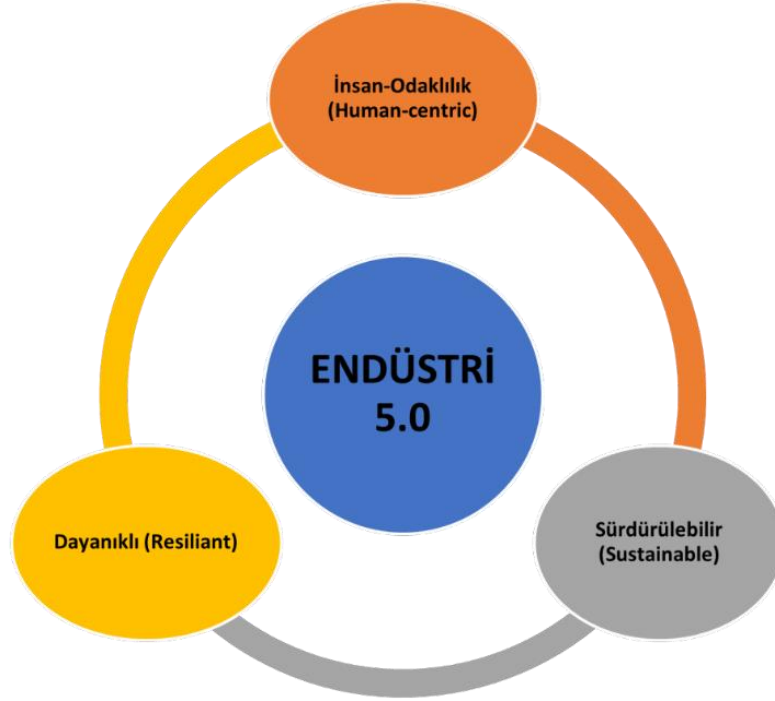 İnsan-Odaklılık
(Human-centric)
ENDÜSTRİ
5.0
Dayanıklı (Resiliant)
Sürdürülebilir
(Sustainable)